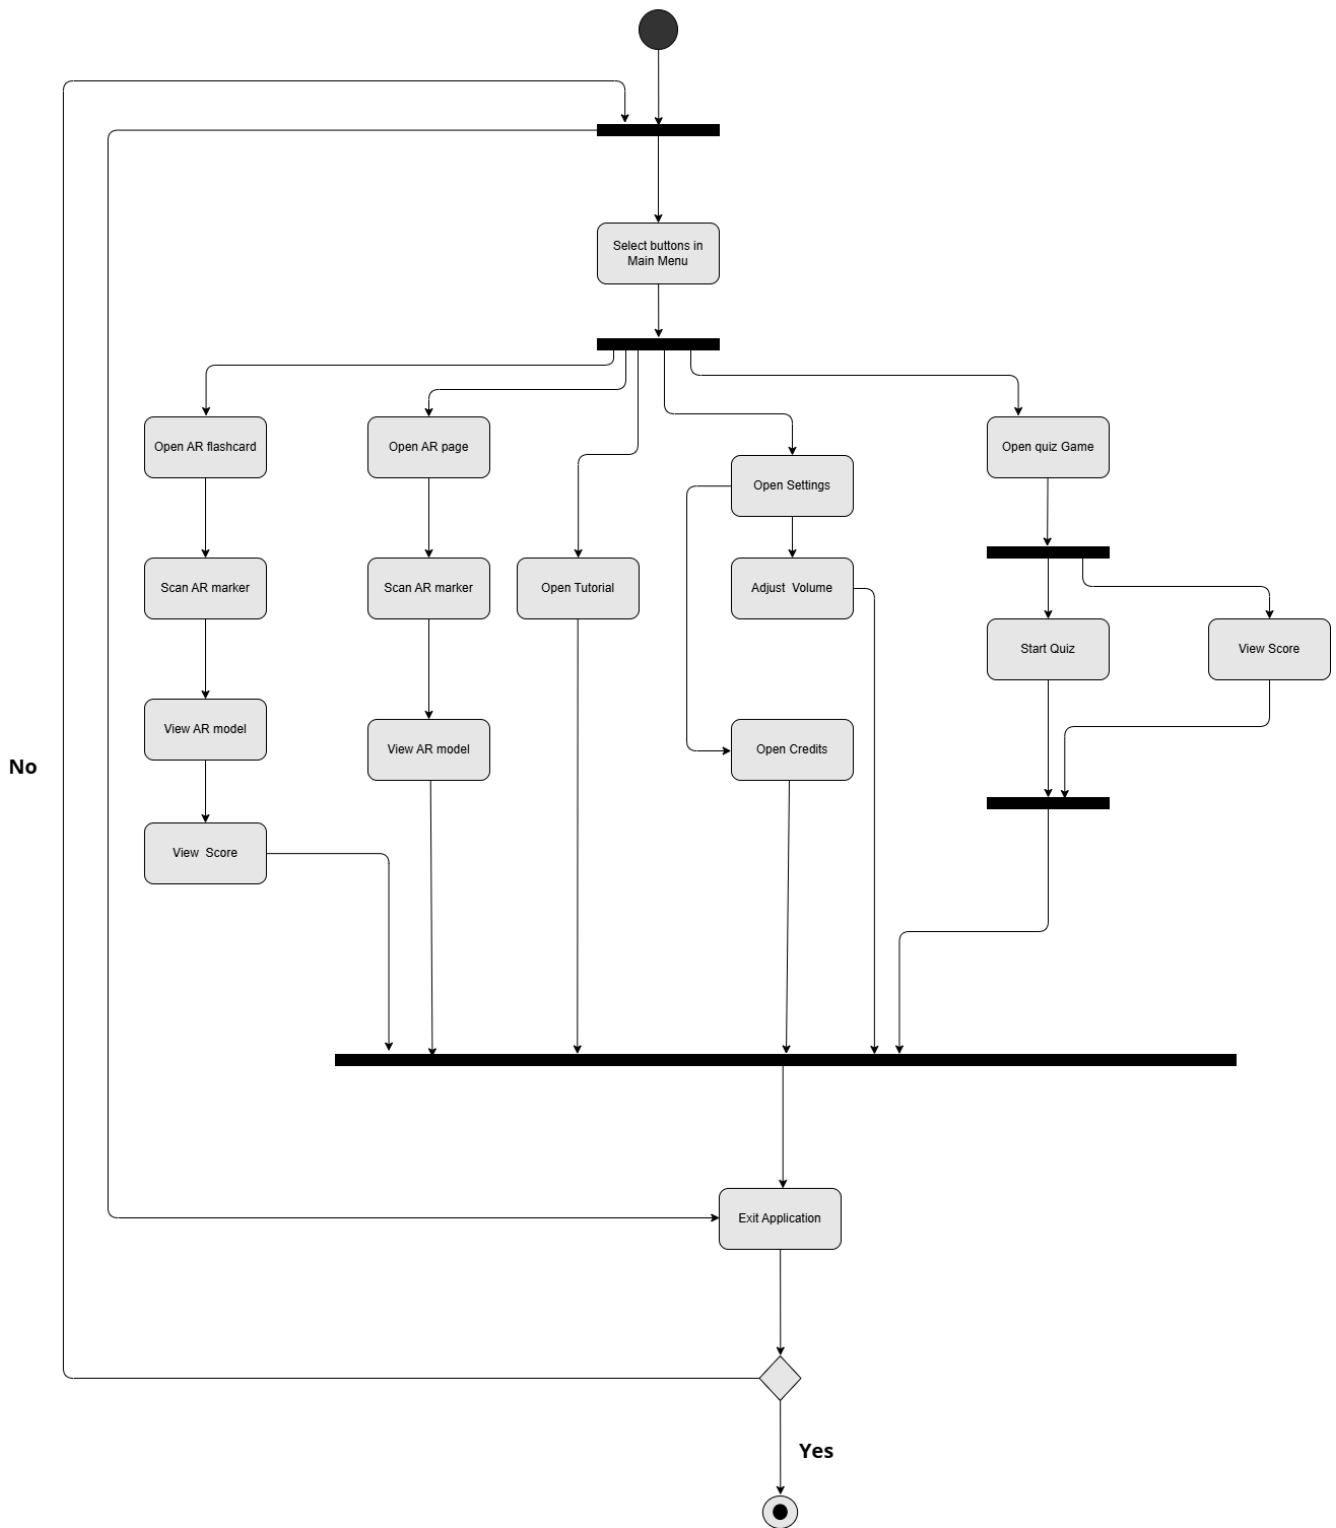 Select buttons in
Main Menu
Open AR flashcard
Open AR page
Open quiz Game
Open Settings
Scan AR marker
Scan AR marker
Open Tutorial
Adjust  Volume
Start Quiz
View Score
View AR model
View AR model
Open Credits
No
View  Score
Exit Application
Yes